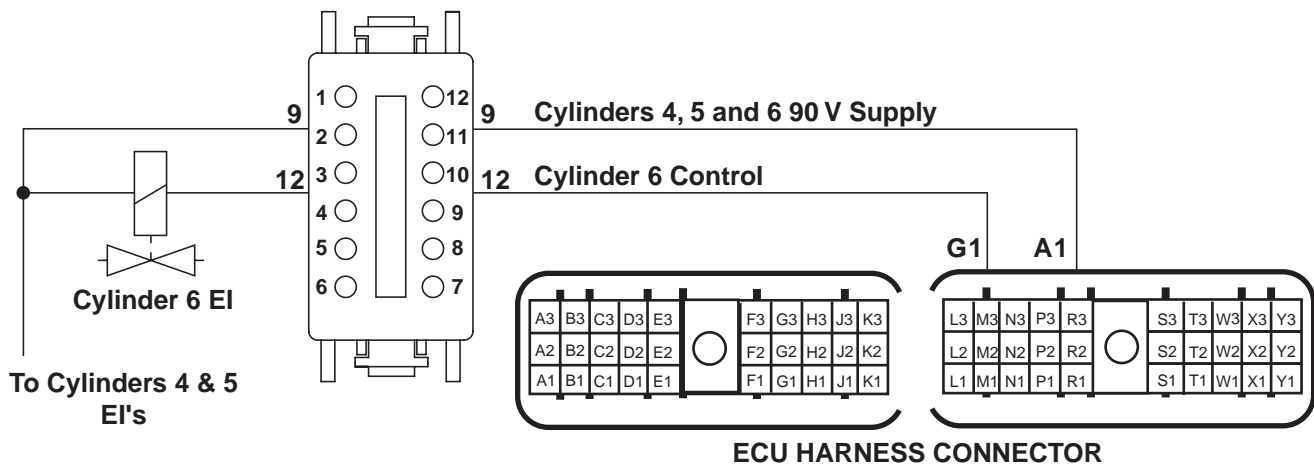 1 12
9 9 Cylinders 4, 5 and 6 90 V Supply
2 11
3 10
12 12 Cylinder 6 Control
4 9
5 8
6 7
G1 A1
Cylinder 6 EI
To Cylinders 4 & 5
EI's
A3 B3 C3 D3 E3 F3 G3 H3 J3 K3
A2 B2 C2 D2 E2 F2 G2 H2 J2 K2
A1 B1 C1 D1 E1 F1 G1 H1 J1 K1
L3 M3 N3 P3 R3 S3 T3 W3 X3 Y3
L2 M2 N2 P2 R2 S2 T2 W2 X2 Y2
L1 M1 N1 P1 R1 S1 T1 W1 X1 Y1
ECU HARNESS CONNECTOR